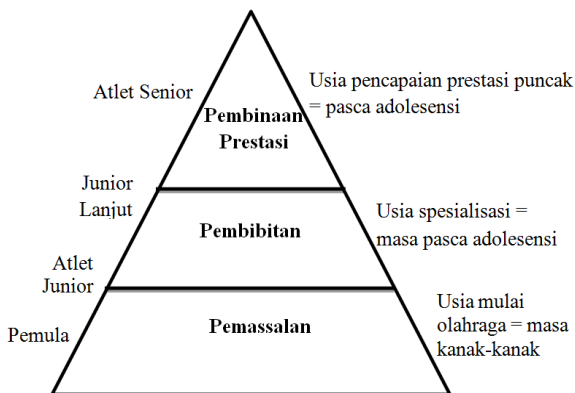 Atlet Senior
Pembinaan
Prestasi
Usia pencapaian prestasi puncak
= pasca adolesensi
Junior
Lanjut
Pembibitan
Usia spesialisasi =
masa pasca adolesensi
Atlet
Junior
Pemula
Pemassalan
Usia mulai
olahraga = masa
kanak-kanak